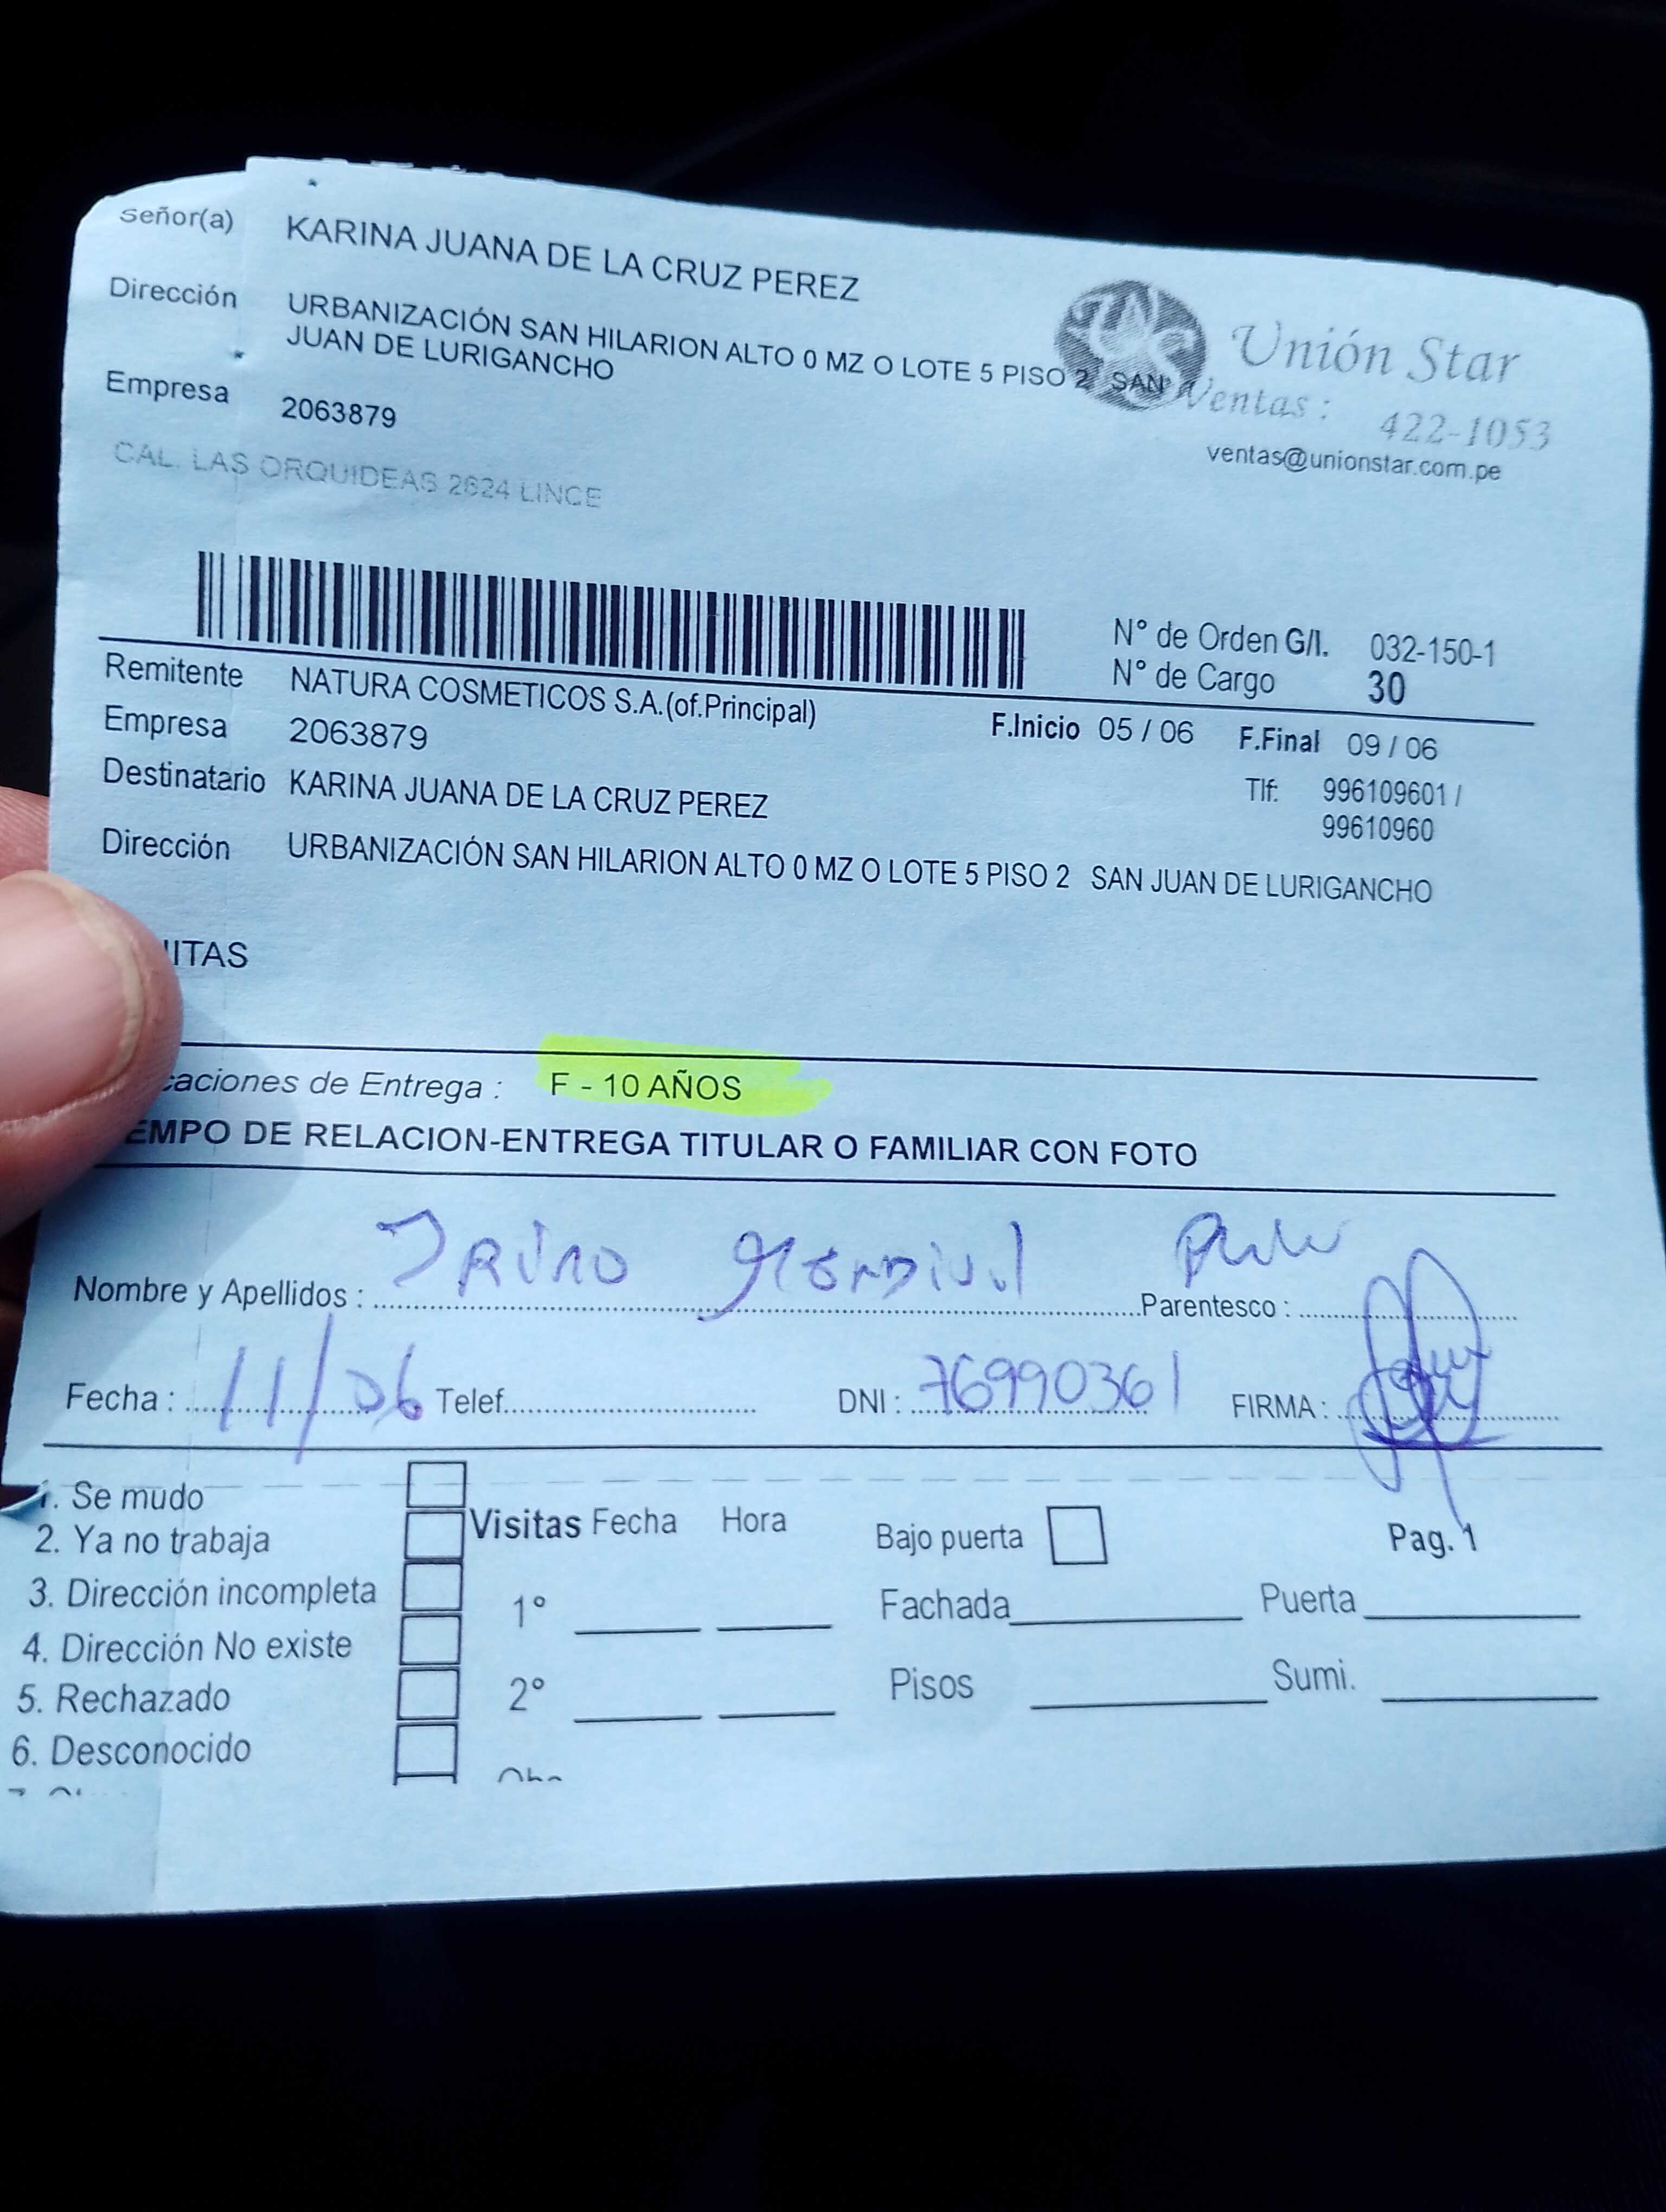 Señor(a) KARINA JUANA DE LA CRUZ PEREZ
Dirección URBANIZACIÓN SAN HILARION ALTO 0 MZ O LOTE 5 PISO 2 SAN
JUAN DE LURIGANCHO
Empresa 2063879
CAL. LAS ORQUIDEAS 2624 LINCE
Unión Star
Ventas: 422-1053
ventas@unionstar.com.pe
N° de Orden G/I. 032-150-1
N° de Cargo 30
Remitente NATURA COSMETICOS S.A.(of.Principal)
Empresa 2063879
F.Inicio 05 / 06 F.Final 09 / 06
Destinatario KARINA JUANA DE LA CRUZ PEREZ
Tlf: 996109601 /
99610960
Dirección URBANIZACIÓN SAN HILARION ALTO 0 MZ O LOTE 5 PISO 2 SAN JUAN DE LURIGANCHO
ITAS
caciones de Entrega : F - 10 AÑOS
EMPO DE RELACION-ENTREGA TITULAR O FAMILIAR CON FOTO
Nombre y Apellidos : Parentesco :
Fecha : 11/06 Telef. DNI : 76990361 FIRMA :
1. Se mudo
2. Ya no trabaja
3. Dirección incompleta
4. Dirección No existe
5. Rechazado
6. Desconocido
Visitas Fecha Hora
1°
2°
Bajo puerta
Pag. 1
Fachada Puerta
Pisos Sumi.